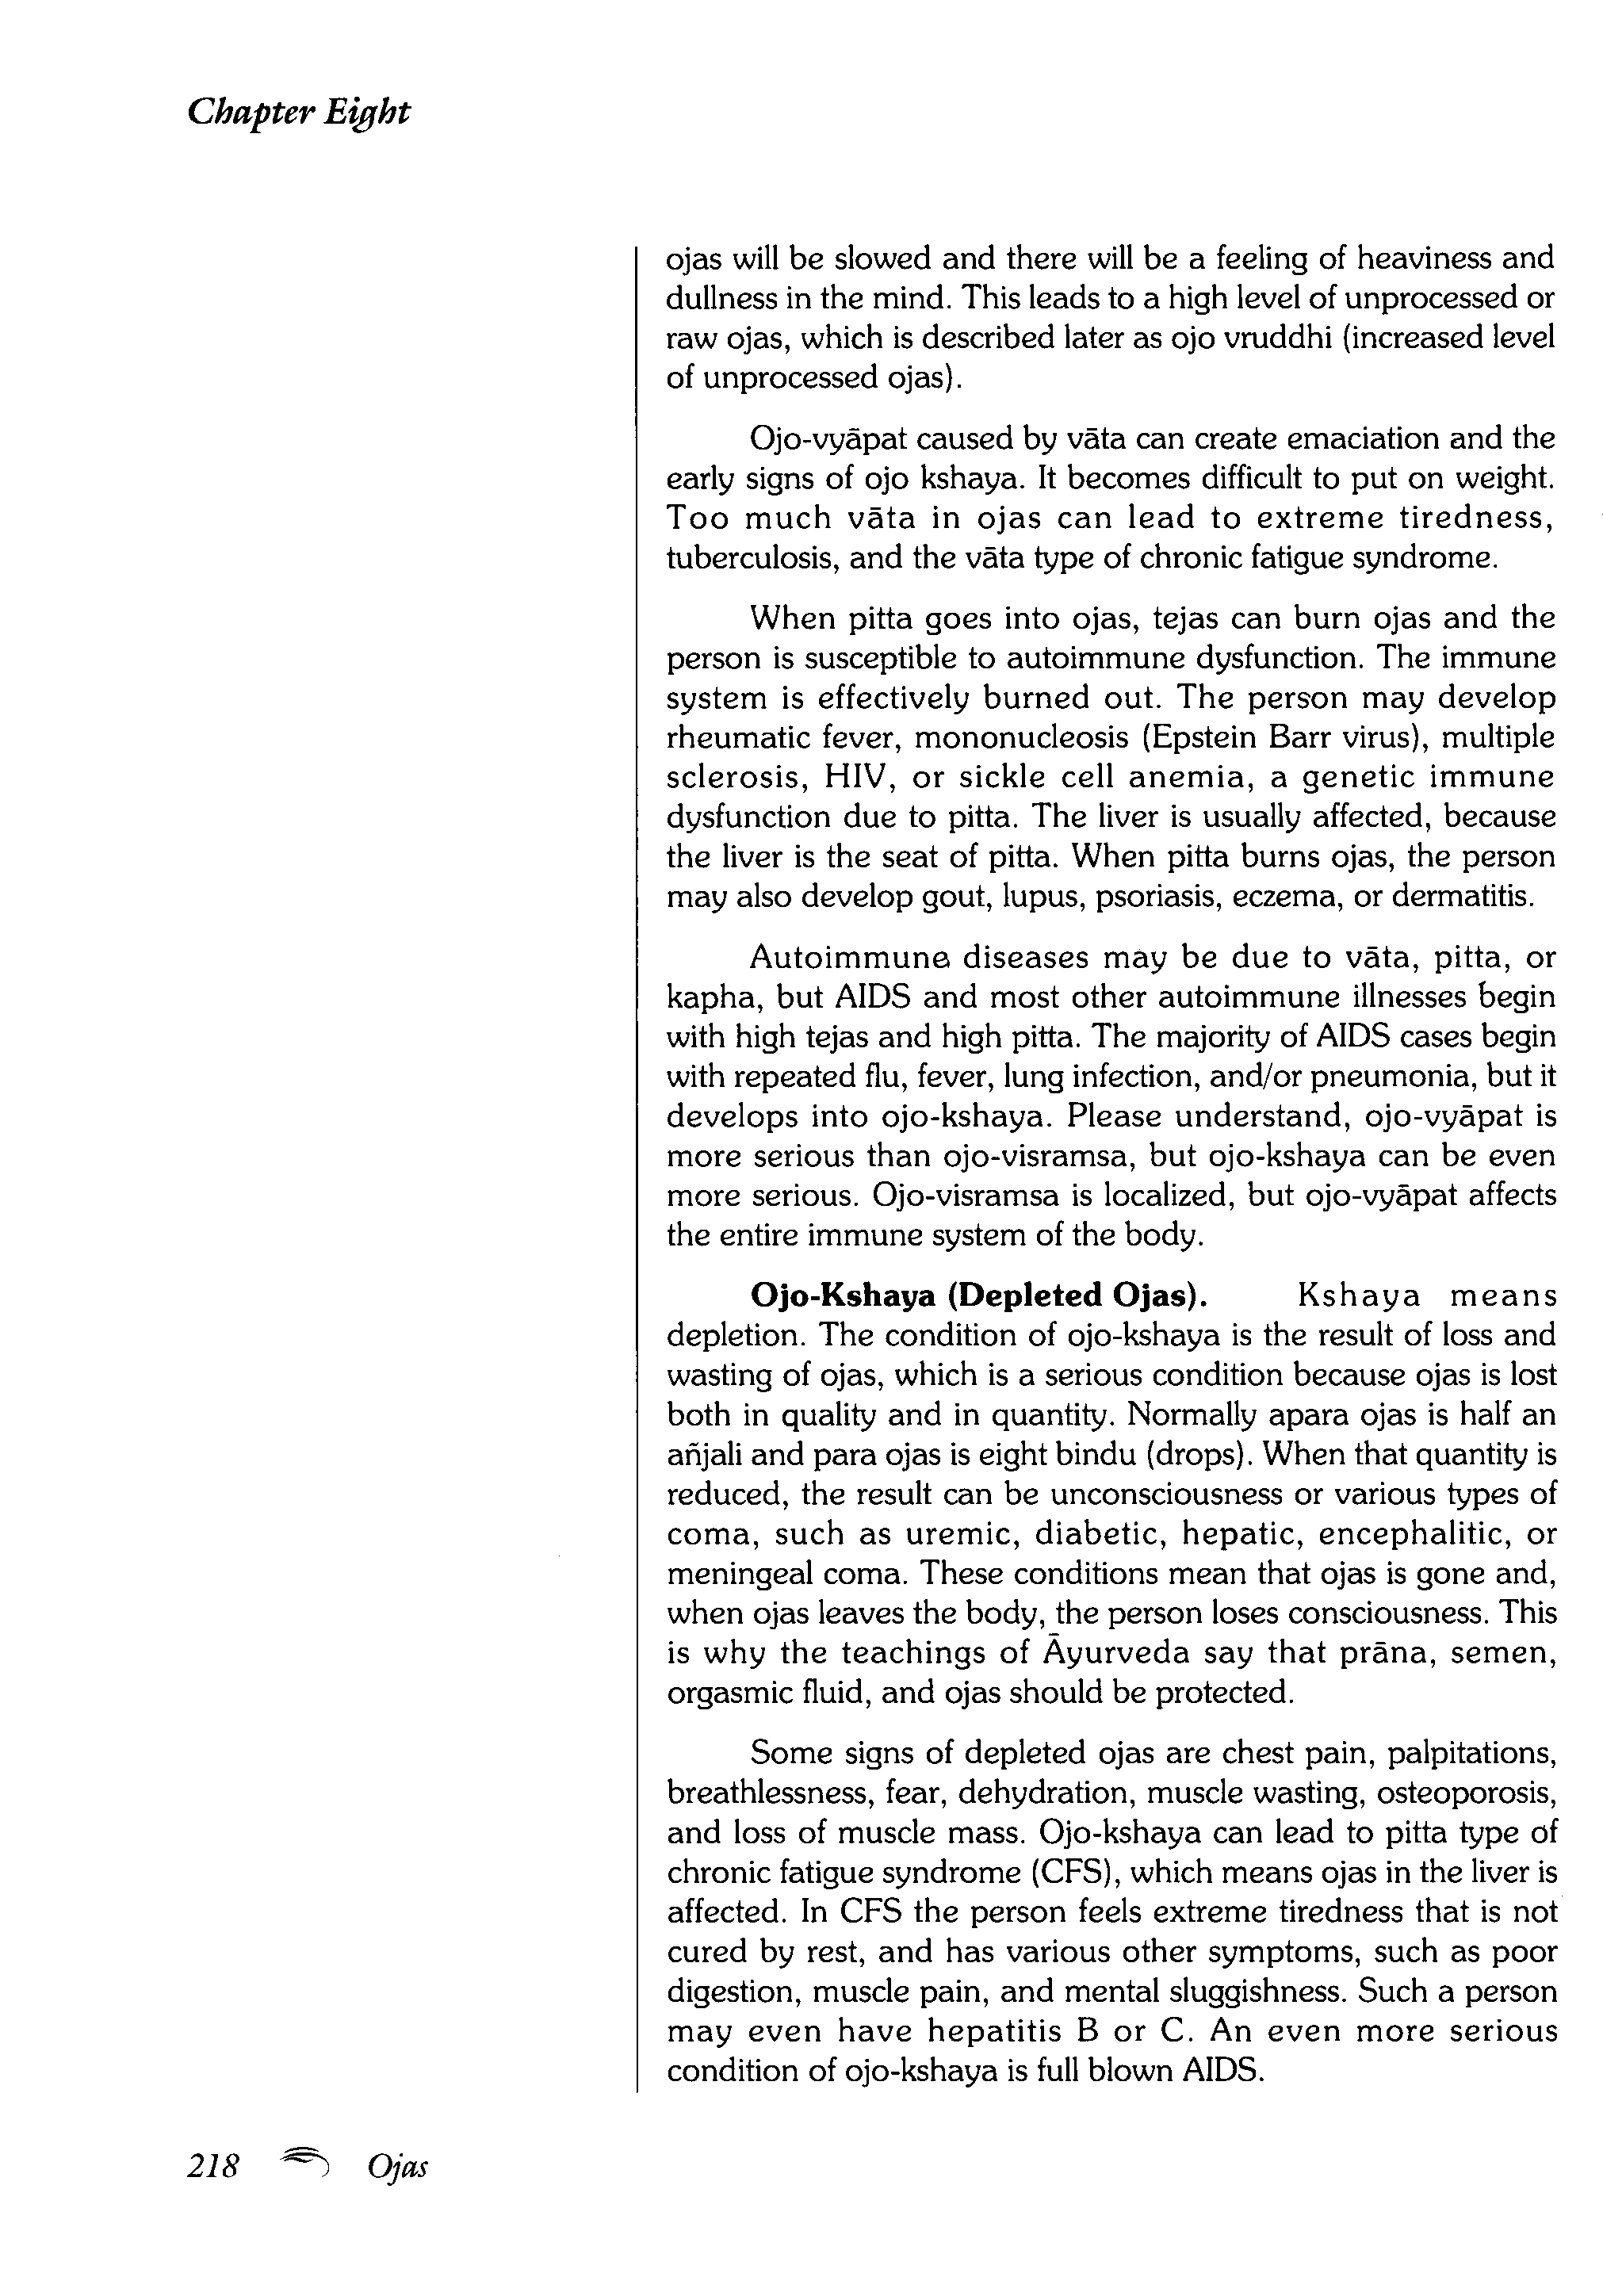 Chapter Eight
ojas will be slowed and there will be a feeling of heaviness and
dullness in the mind. This leads to a high level of unprocessed or
raw ojas, which is described later as ojo vruddhi (increased level
of unprocessed ojas).
Ojo-vyāpat caused by vāta can create emaciation and the
early signs of ojo kshaya. It becomes difficult to put on weight.
Too much vāta in ojas can lead to extreme tiredness,
tuberculosis, and the vāta type of chronic fatigue syndrome.
When pitta goes into ojas, tejas can burn ojas and the
person is susceptible to autoimmune dysfunction. The immune
system is effectively burned out. The person may develop
rheumatic fever, mononucleosis (Epstein Barr virus), multiple
sclerosis, HIV, or sickle cell anemia, a genetic immune
dysfunction due to pitta. The liver is usually affected, because
the liver is the seat of pitta. When pitta burns ojas, the person
may also develop gout, lupus, psoriasis, eczema, or dermatitis.
Autoimmune diseases may be due to vāta, pitta, or
kapha, but AIDS and most other autoimmune illnesses begin
with high tejas and high pitta. The majority of AIDS cases begin
with repeated flu, fever, lung infection, and/or pneumonia, but it
develops into ojo-kshaya. Please understand, ojo-vyāpat is
more serious than ojo-visramsa, but ojo-kshaya can be even
more serious. Ojo-visramsa is localized, but ojo-vyāpat affects
the entire immune system of the body.
Ojo-Kshaya (Depleted Ojas). Kshaya means
depletion. The condition of ojo-kshaya is the result of loss and
wasting of ojas, which is a serious condition because ojas is lost
both in quality and in quantity. Normally apara ojas is half an
añjali and para ojas is eight bindu (drops). When that quantity is
reduced, the result can be unconsciousness or various types of
coma, such as uremic, diabetic, hepatic, encephalitic, or
meningeal coma. These conditions mean that ojas is gone and,
when ojas leaves the body, the person loses consciousness. This
is why the teachings of Āyurveda say that prāna, semen,
orgasmic fluid, and ojas should be protected.
Some signs of depleted ojas are chest pain, palpitations,
breathlessness, fear, dehydration, muscle wasting, osteoporosis,
and loss of muscle mass. Ojo-kshaya can lead to pitta type of
chronic fatigue syndrome (CFS), which means ojas in the liver is
affected. In CFS the person feels extreme tiredness that is not
cured by rest, and has various other symptoms, such as poor
digestion, muscle pain, and mental sluggishness. Such a person
may even have hepatitis B or C. An even more serious
condition of ojo-kshaya is full blown AIDS.
218 Ojas